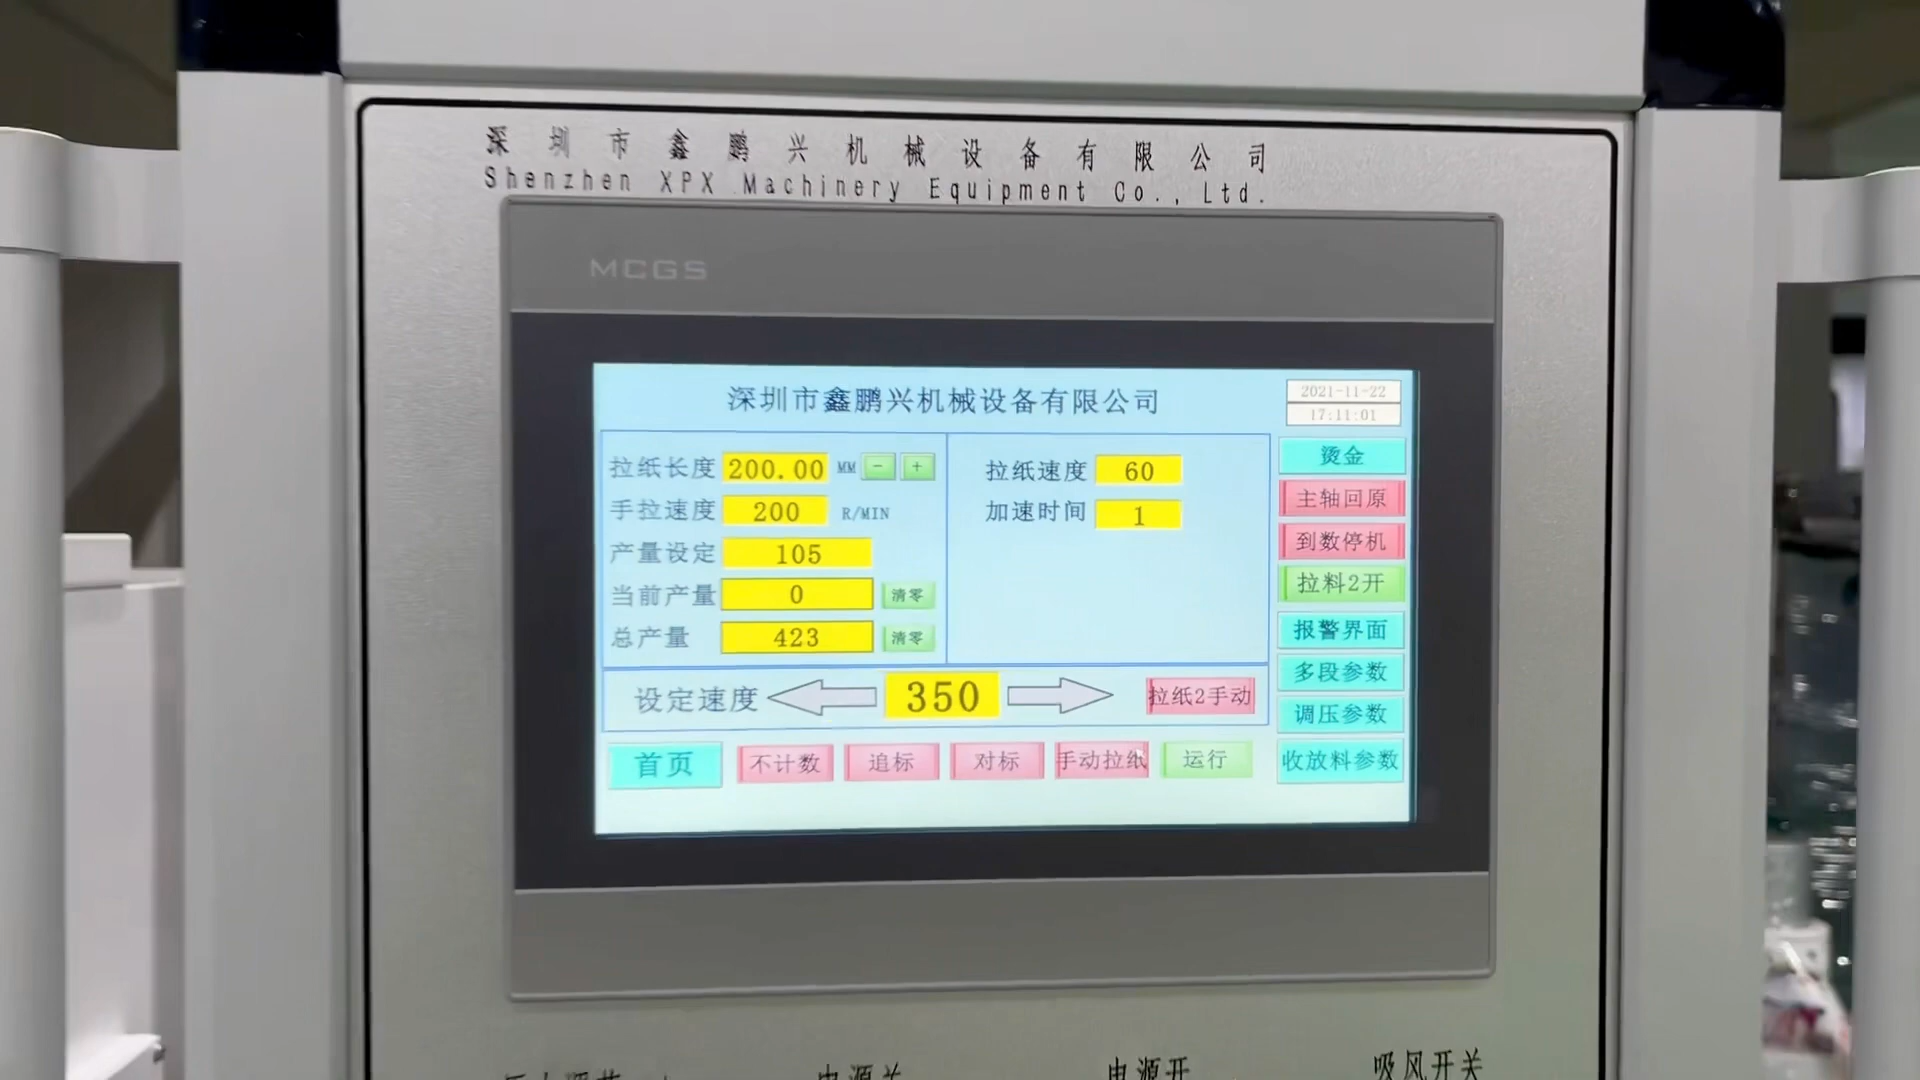 深圳市鑫鹏兴机械设备有限公司
Shenzhen XPX Machinery Equipment Co., Ltd.
MCGS
深圳市鑫鹏兴机械设备有限公司
2021-11-22
17:11:01
拉纸长度 200.00 MM - +
拉纸速度 60
烫金
手拉速度 200 R/MIN
加速时间 1
主轴回原
产量设定 105
到数停机
当前产量 0 清零
拉料2开
总产量 423 清零
报警界面
多段参数
设定速度 350 拉纸2手动
调压参数
首页 不计数 追标 对标 手动拉纸 运行
收放料参数
电源关 电源开 吸风开关